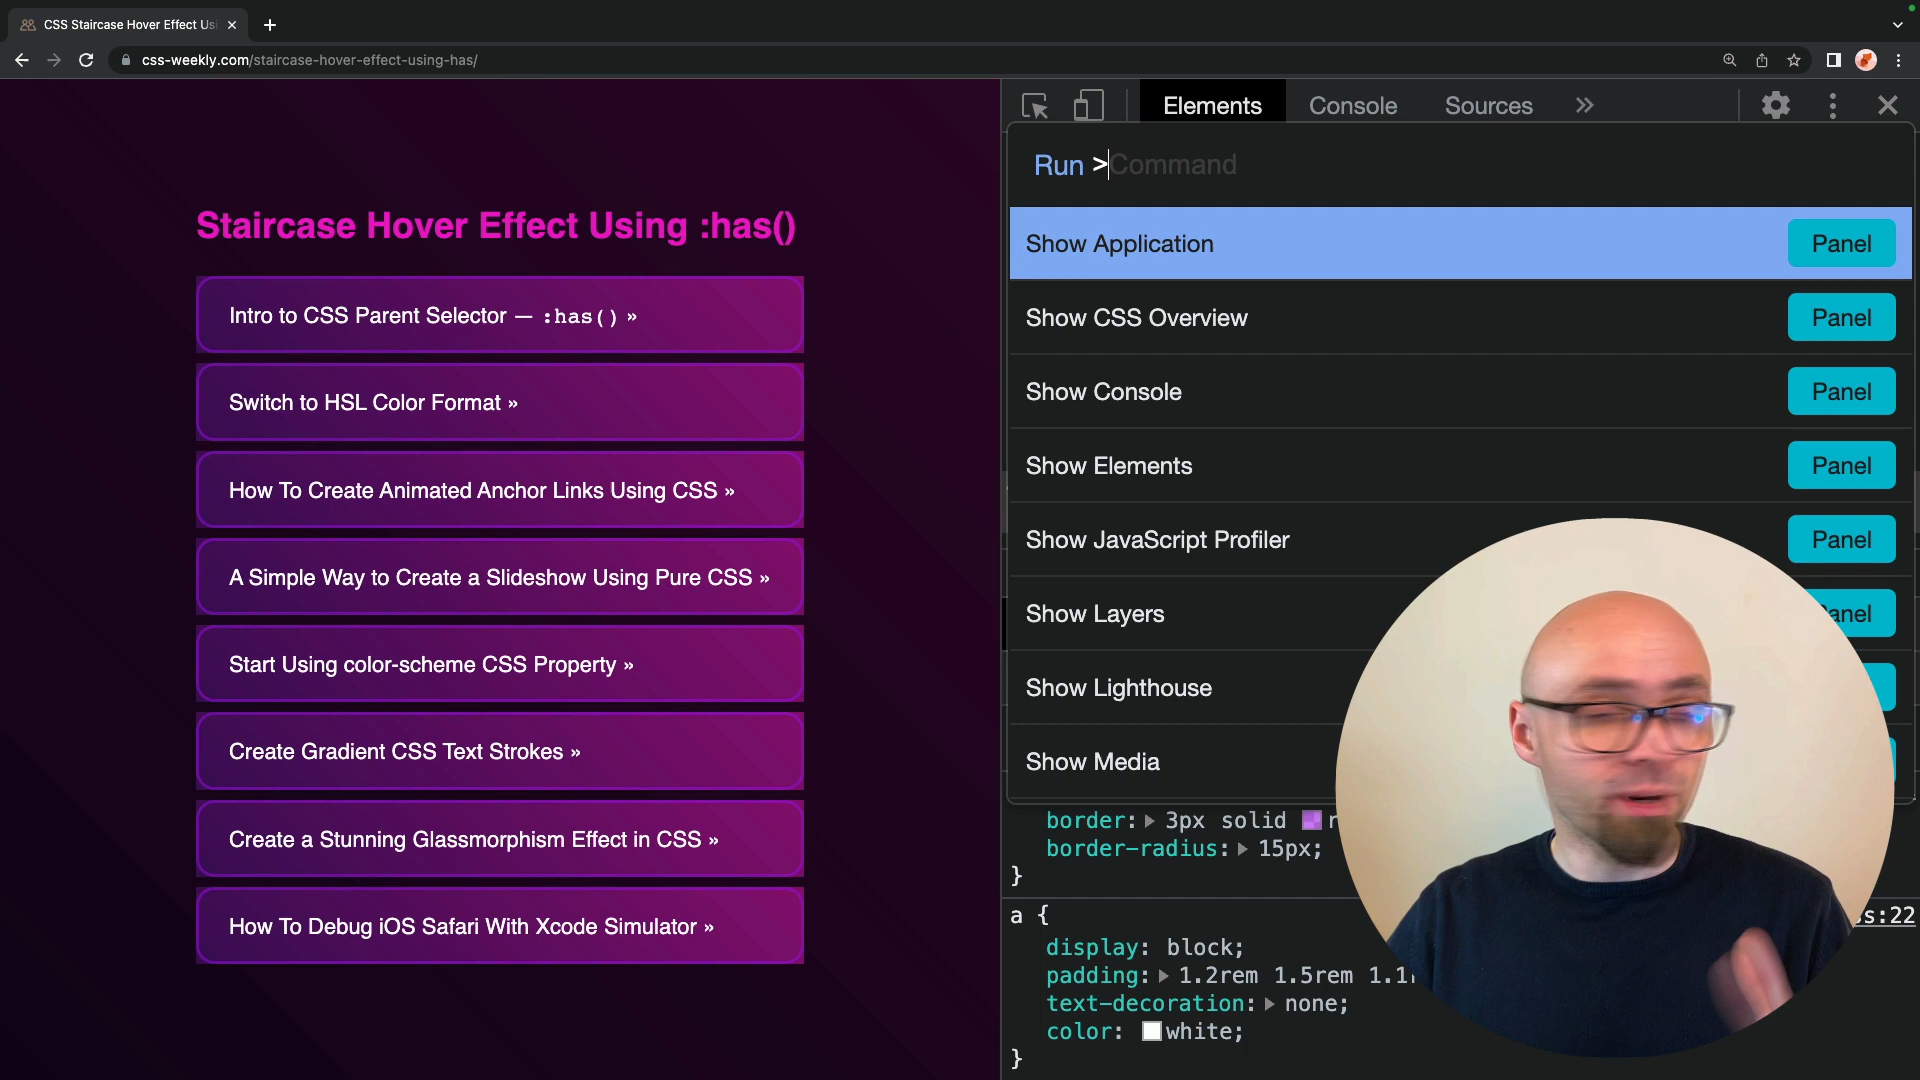 CSS Staircase Hover Effect Usi
css-weekly.com/staircase-hover-effect-using-has/
Elements Console Sources
Run >Command
Show Application Panel
Show CSS Overview Panel
Show Console Panel
Show Elements Panel
Show JavaScript Profiler Panel
Show Layers Panel
Show Lighthouse
Show Media
border: 3px solid
border-radius: 15px;
}
a {
s:22
display: block;
padding: 1.2rem 1.5rem 1.1r
text-decoration: none;
color: white;
}
Staircase Hover Effect Using :has()
Intro to CSS Parent Selector — :has() »
Switch to HSL Color Format »
How To Create Animated Anchor Links Using CSS »
A Simple Way to Create a Slideshow Using Pure CSS »
Start Using color-scheme CSS Property »
Create Gradient CSS Text Strokes »
Create a Stunning Glassmorphism Effect in CSS »
How To Debug iOS Safari With Xcode Simulator »